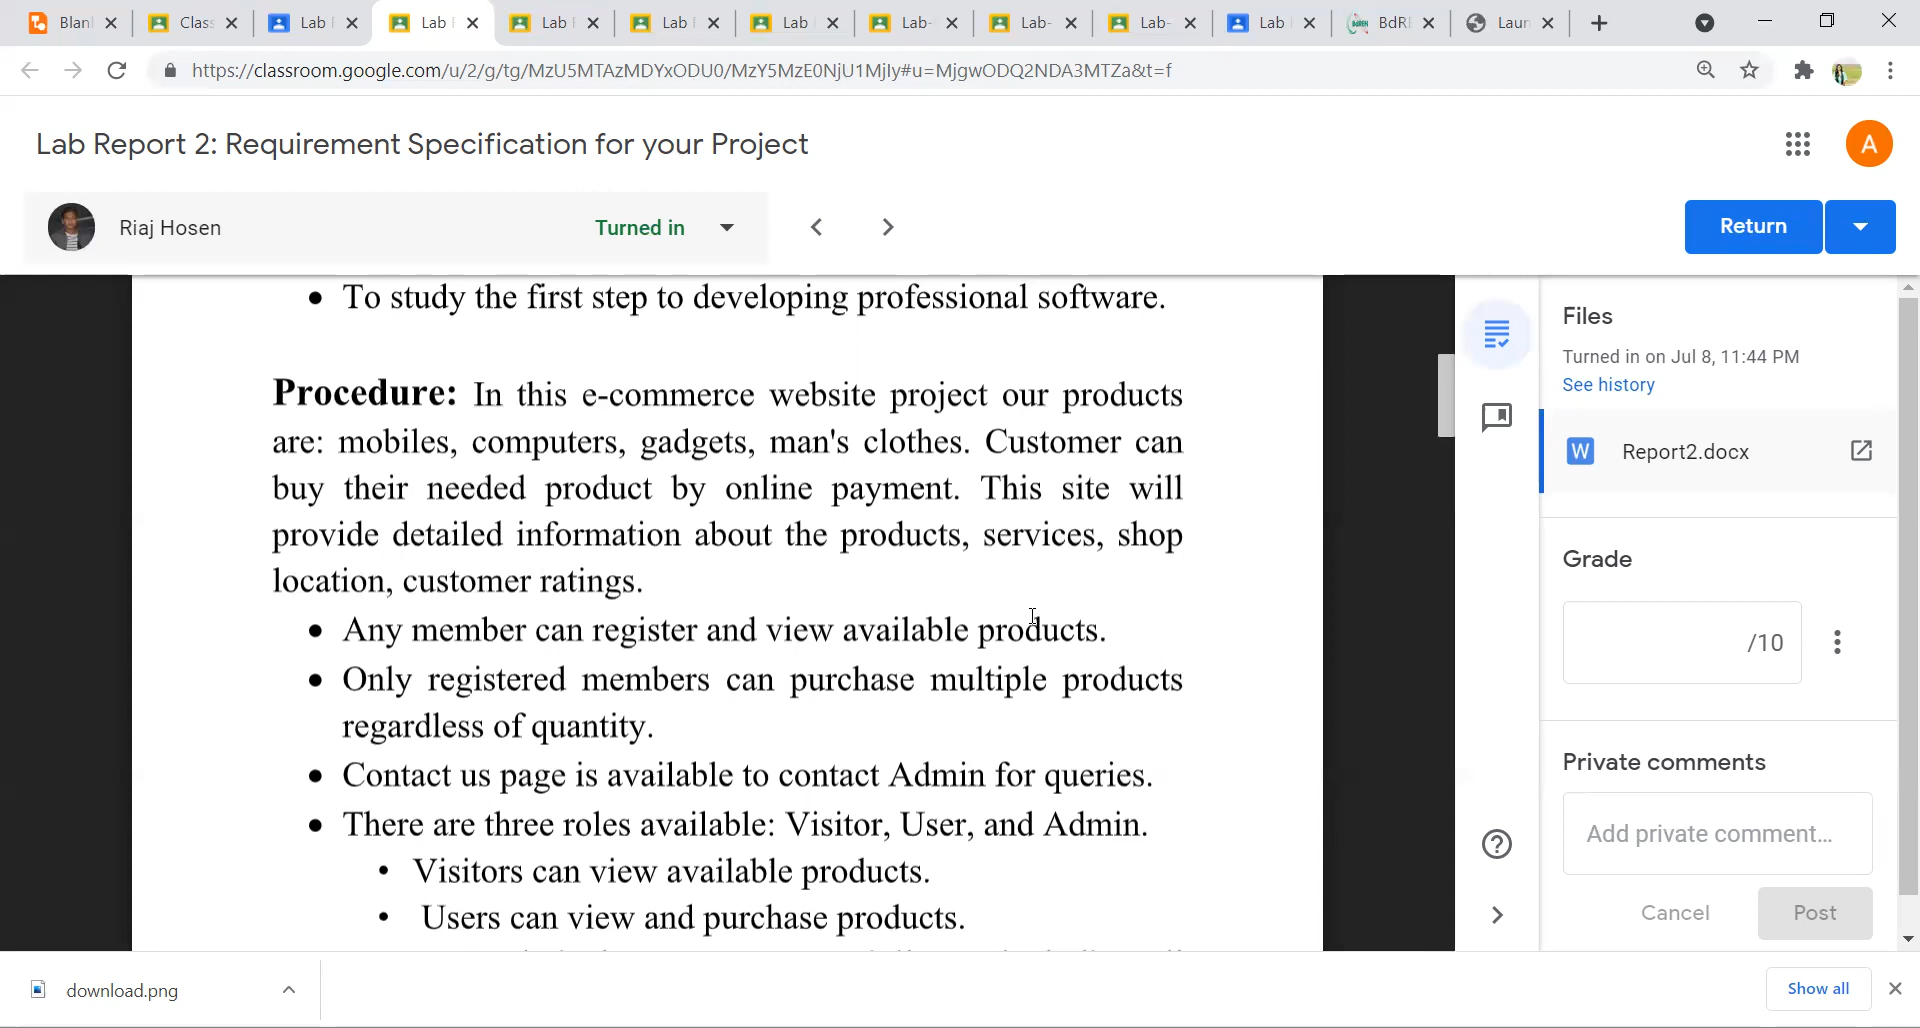 Blan
Clas
Lab
Lab
Lab
Lab
Lab
Lab-
Lab-
Lab-
Lab
BdRE
Laun
https://classroom.google.com/u/2/g/tg/MzU5MTAzMDYxODU0/MzY5MzE0NjU1Mjly#u=MjgwODQ2NDA3MTZa&t=f
Lab Report 2: Requirement Specification for your Project
A
Riaj Hosen
Turned in
Return
• To study the first step to developing professional software.
Procedure: In this e-commerce website project our products
are: mobiles, computers, gadgets, man's clothes. Customer can
buy their needed product by online payment. This site will
provide detailed information about the products, services, shop
location, customer ratings.
• Any member can register and view available products.
• Only registered members can purchase multiple products
regardless of quantity.
• Contact us page is available to contact Admin for queries.
• There are three roles available: Visitor, User, and Admin.
• Visitors can view available products.
• Users can view and purchase products.
Files
Turned in on Jul 8, 11:44 PM
See history
W
Report2.docx
Grade
/10
Private comments
Add private comment...
Cancel
Post
download.png
Show all